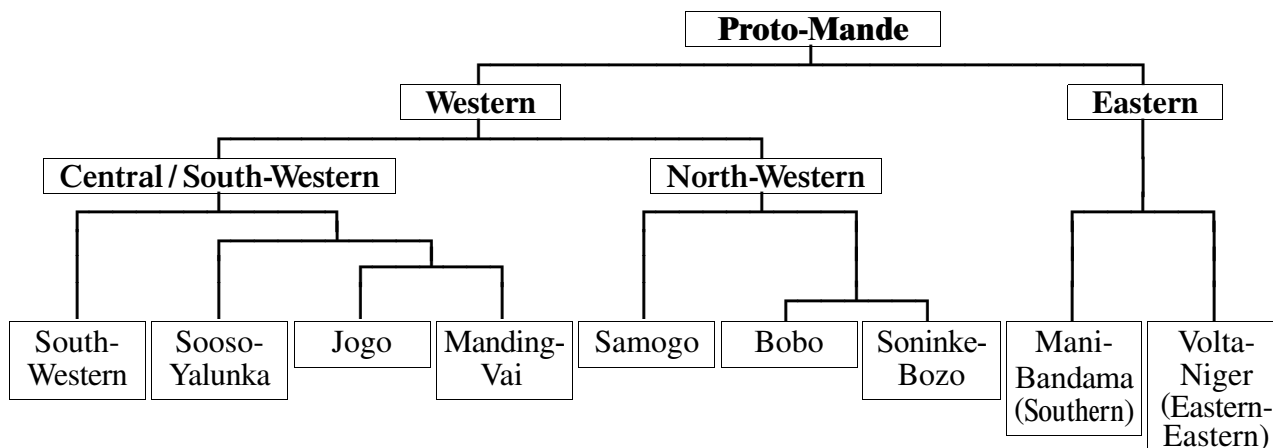 Proto-Mande
Western
Eastern
Central / South-Western
North-Western
South-
Western
Sooso-
Yalunka
Jogo
Manding-
Vai
Samogo
Bobo
Soninke-
Bozo
Mani-
Bandama
(Southern)
Volta-
Niger
(Eastern-
Eastern)